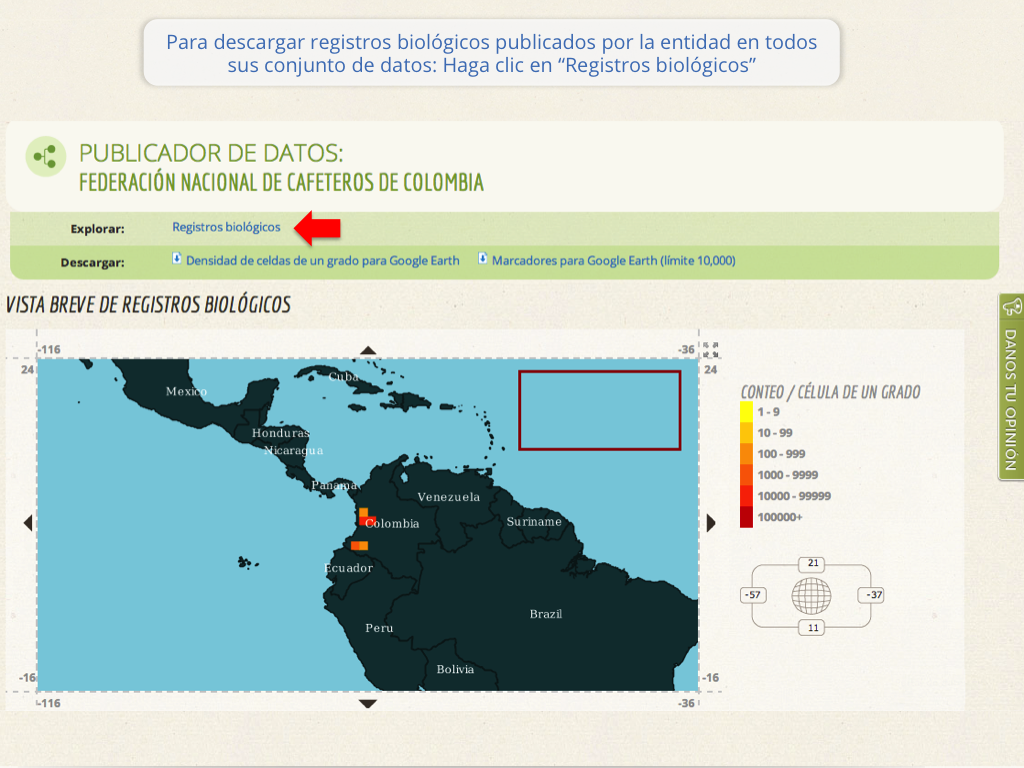 Para descargar registros biológicos publicados por la entidad en todos
sus conjunto de datos: Haga clic en “Registros biológicos”
PUBLICADOR DE DATOS:
FEDERACIÓN NACIONAL DE CAFETEROS DE COLOMBIA
Explorar: Registros biológicos
Descargar: Densidad de celdas de un grado para Google Earth Marcadores para Google Earth (límite 10,000)
VISTA BREVE DE REGISTROS BIOLÓGICOS
DANOS TU OPINIÓN
-116 -36
24 24
Cuba
Mexico
Honduras
Nicaragua
Panama
Venezuela
Colombia
Suriname
Ecuador
Brazil
Peru
Bolivia
-16 -16
-116 -36
CONTEO / CÉLULA DE UN GRADO
1 - 9
10 - 99
100 - 999
1000 - 9999
10000 - 99999
100000+
21
-57 -37
11